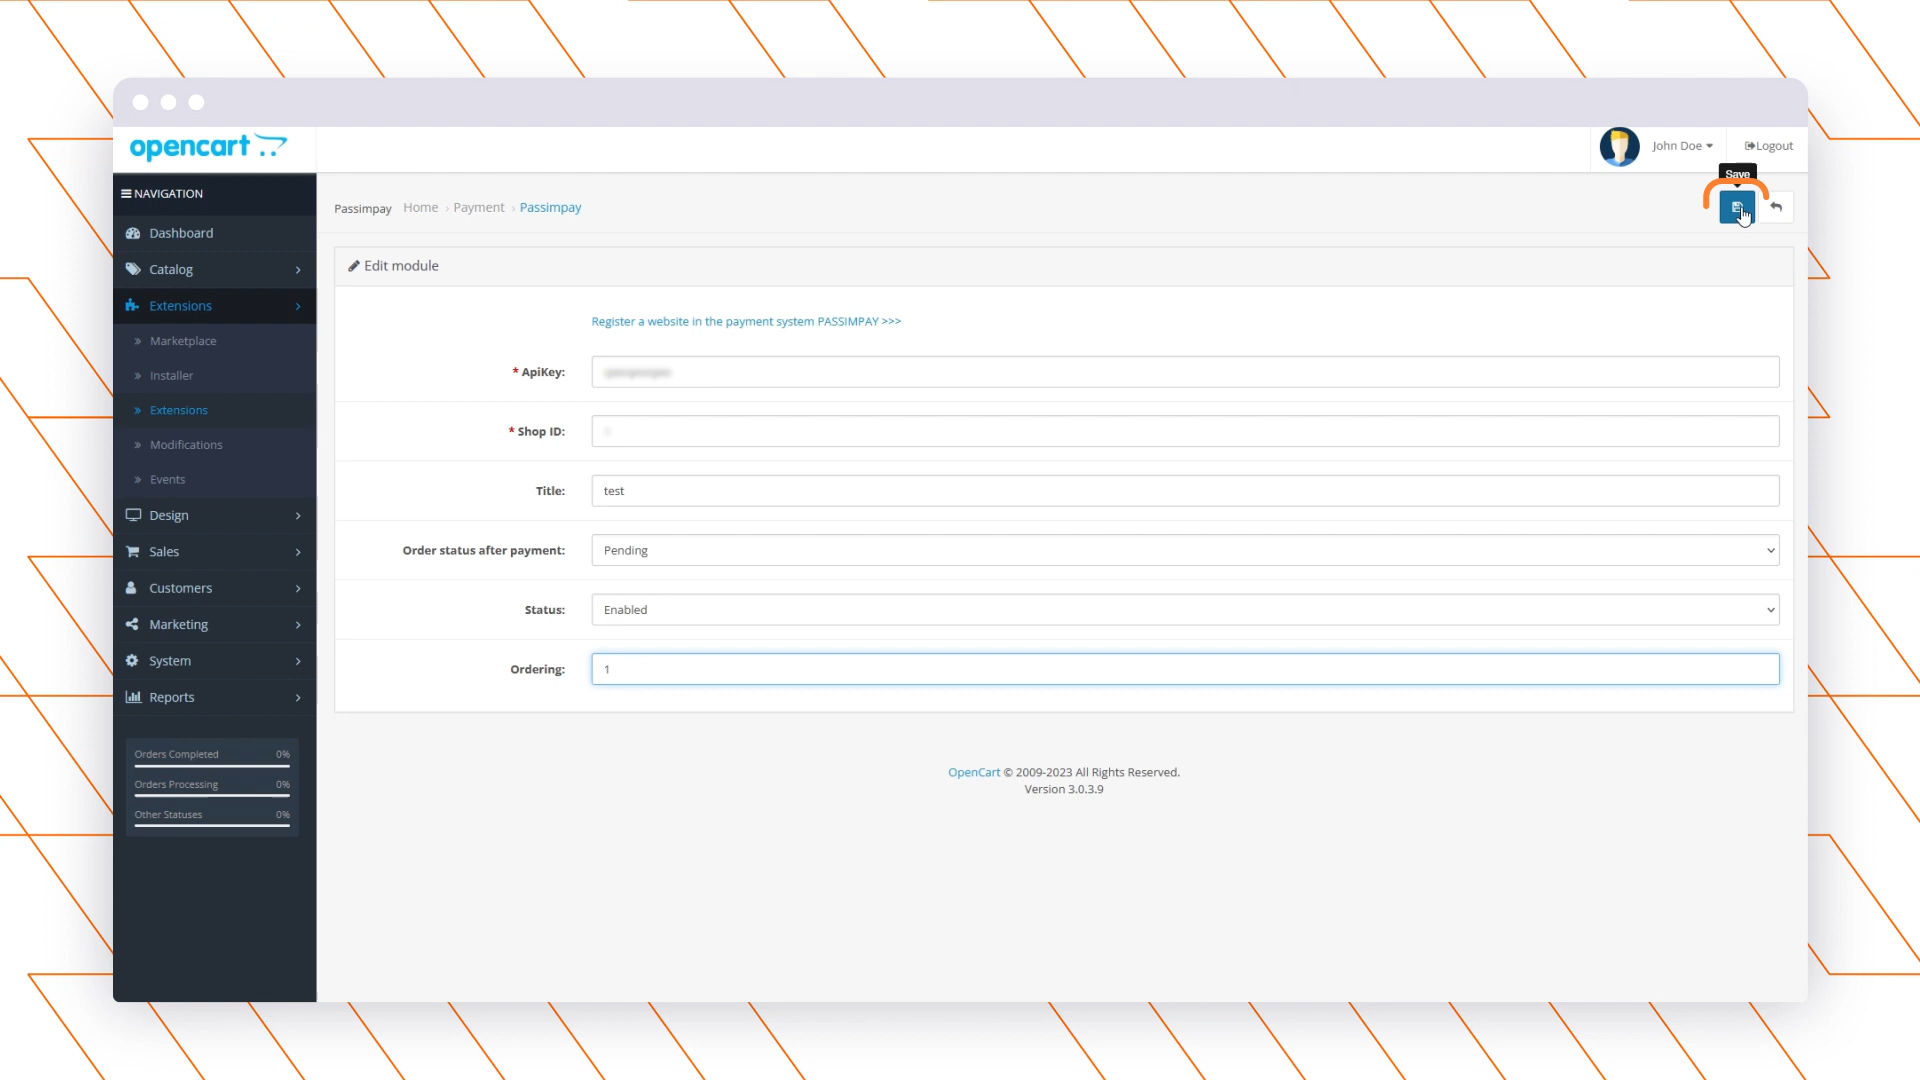 opencart
John Doe
Logout
Save
NAVIGATION
Passimpay Home › Payment › Passimpay
Dashboard
Catalog
Extensions
» Marketplace
» Installer
» Extensions
» Modifications
» Events
Design
Sales
Customers
Marketing
System
Reports
Orders Completed 0%
Orders Processing 0%
Other Statuses 0%
Edit module
Register a website in the payment system PASSIMPAY >>>
* ApiKey:
* Shop ID:
Title: test
Order status after payment: Pending
Status: Enabled
Ordering: 1
OpenCart © 2009-2023 All Rights Reserved.
Version 3.0.3.9